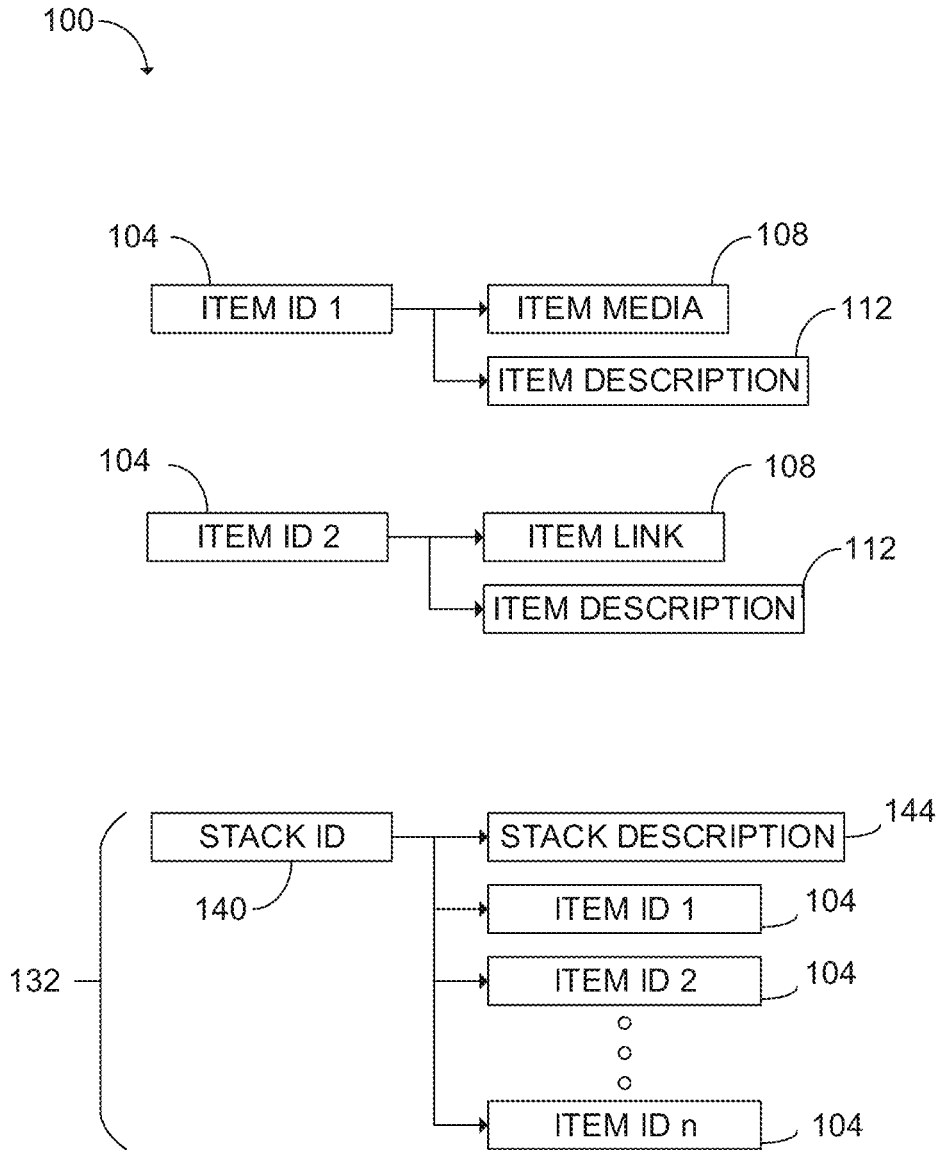 100
104
108
ITEM ID 1
ITEM MEDIA
112
ITEM DESCRIPTION
104
108
ITEM ID 2
ITEM LINK
112
ITEM DESCRIPTION
STACK ID
STACK DESCRIPTION
144
140
ITEM ID 1
104
132
ITEM ID 2
104
ITEM ID n
104